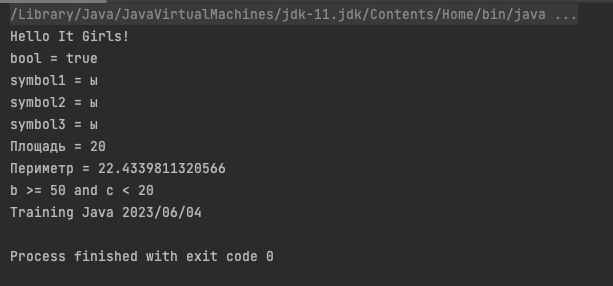 /Library/Java/JavaVirtualMachines/jdk-11.jdk/Contents/Home/bin/java ...
Hello It Girls!
bool = true
symbol1 = ы
symbol2 = ы
symbol3 = ы
Площадь = 20
Периметр = 22.4339811320566
b >= 50 and c < 20
Training Java 2023/06/04
Process finished with exit code 0